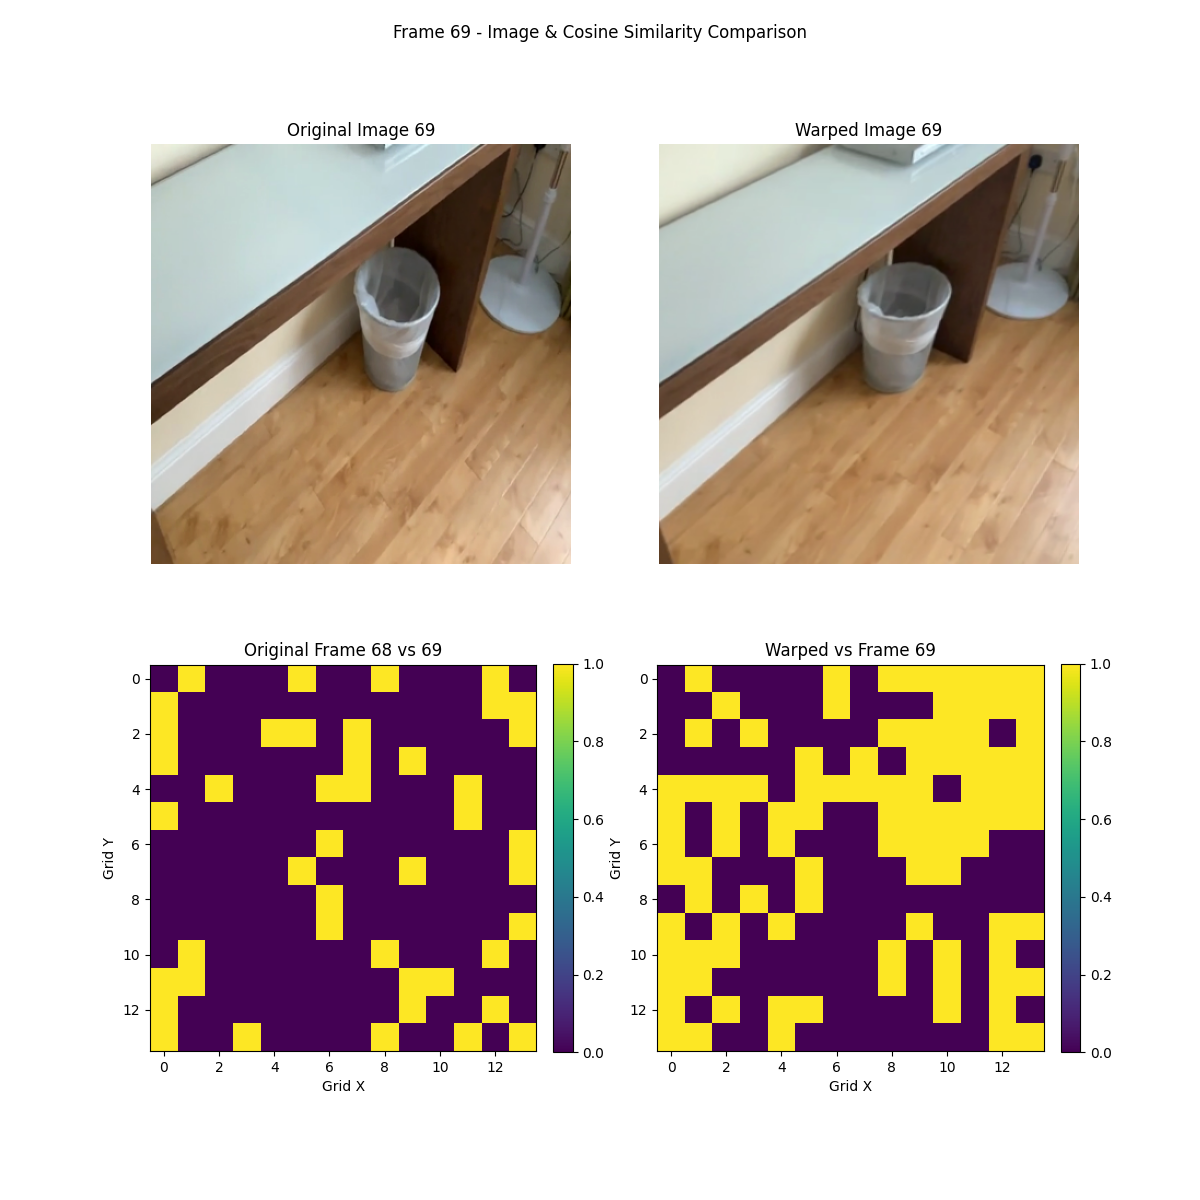 Frame 69 - Image & Cosine Similarity Comparison
Original Image 69
Warped Image 69
Original Frame 68 vs 69
Warped vs Frame 69
0
2
4
6
8
10
12
Grid Y
0 2 4 6 8 10 12
Grid X
1.0
0.8
0.6
0.4
0.2
0.0
0
2
4
6
8
10
12
Grid Y
0 2 4 6 8 10 12
Grid X
1.0
0.8
0.6
0.4
0.2
0.0